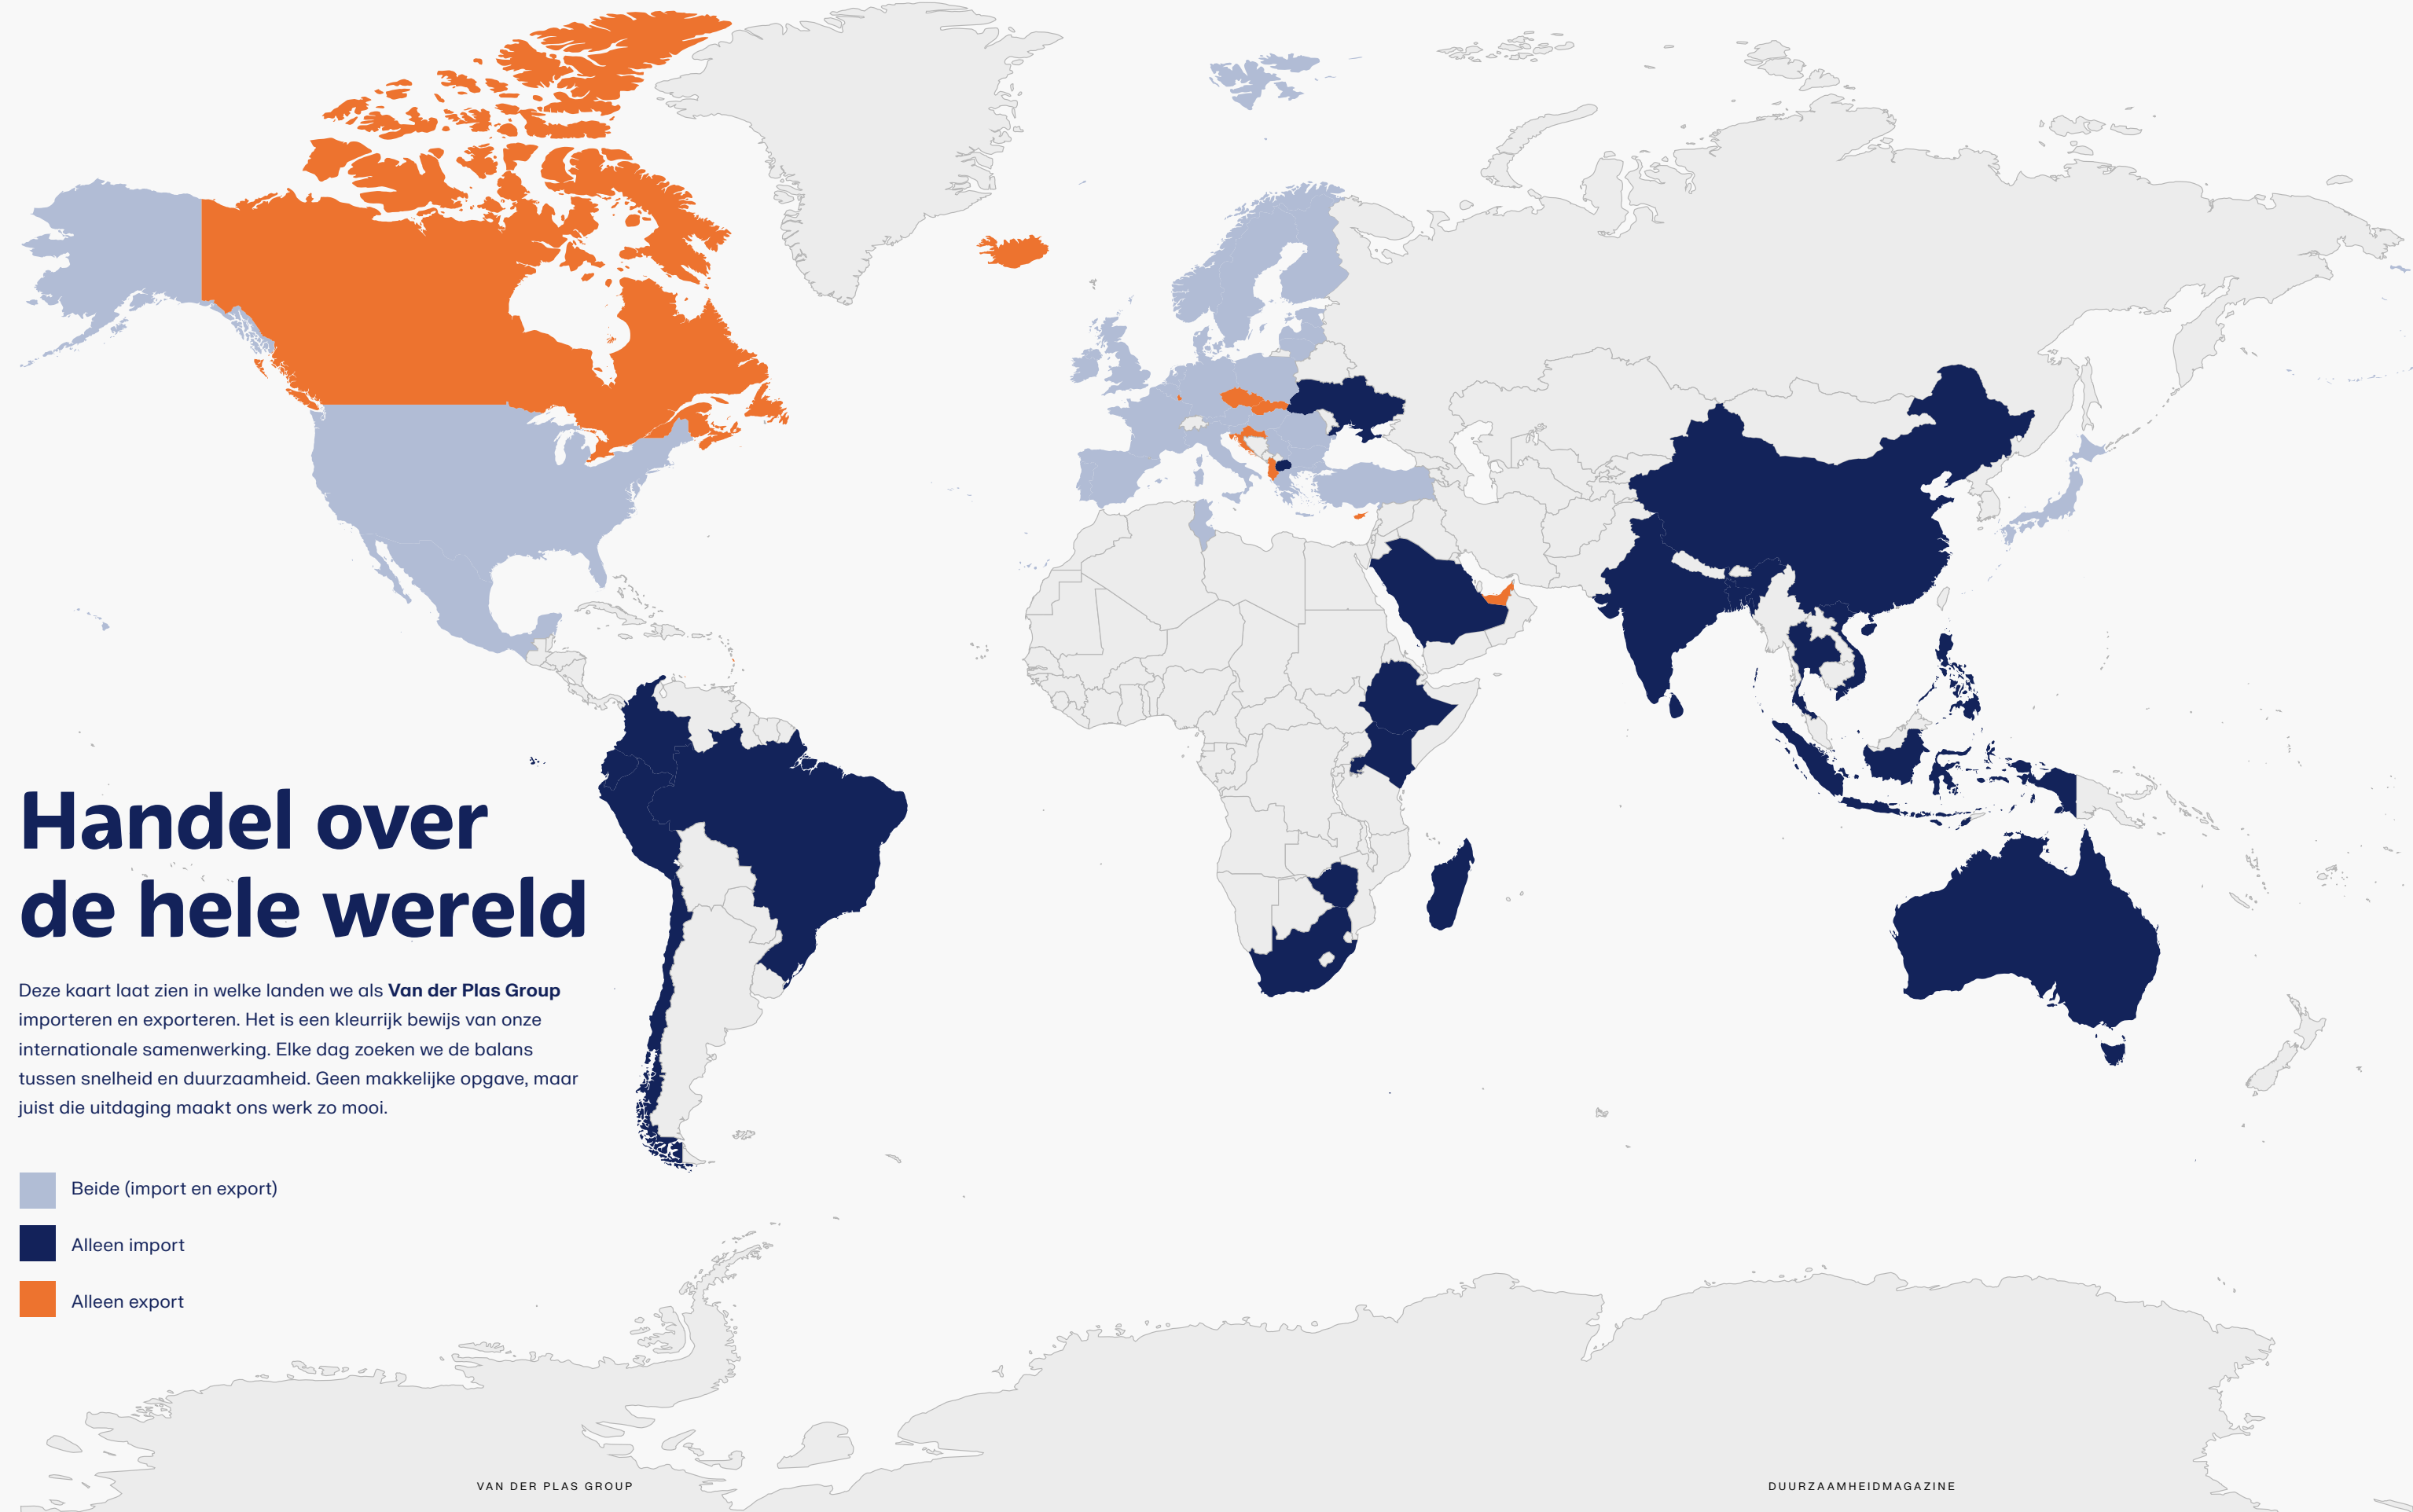 Handel over
de hele wereld
Deze kaart laat zien in welke landen we als Van der Plas Group
importeren en exporteren. Het is een kleurrijk bewijs van onze
internationale samenwerking. Elke dag zoeken we de balans
tussen snelheid en duurzaamheid. Geen makkelijke opgave, maar
juist die uitdaging maakt ons werk zo mooi.
Beide (import en export)
Alleen import
Alleen export
VAN DER PLAS GROUP
DUURZAAMHEIDMAGAZINE